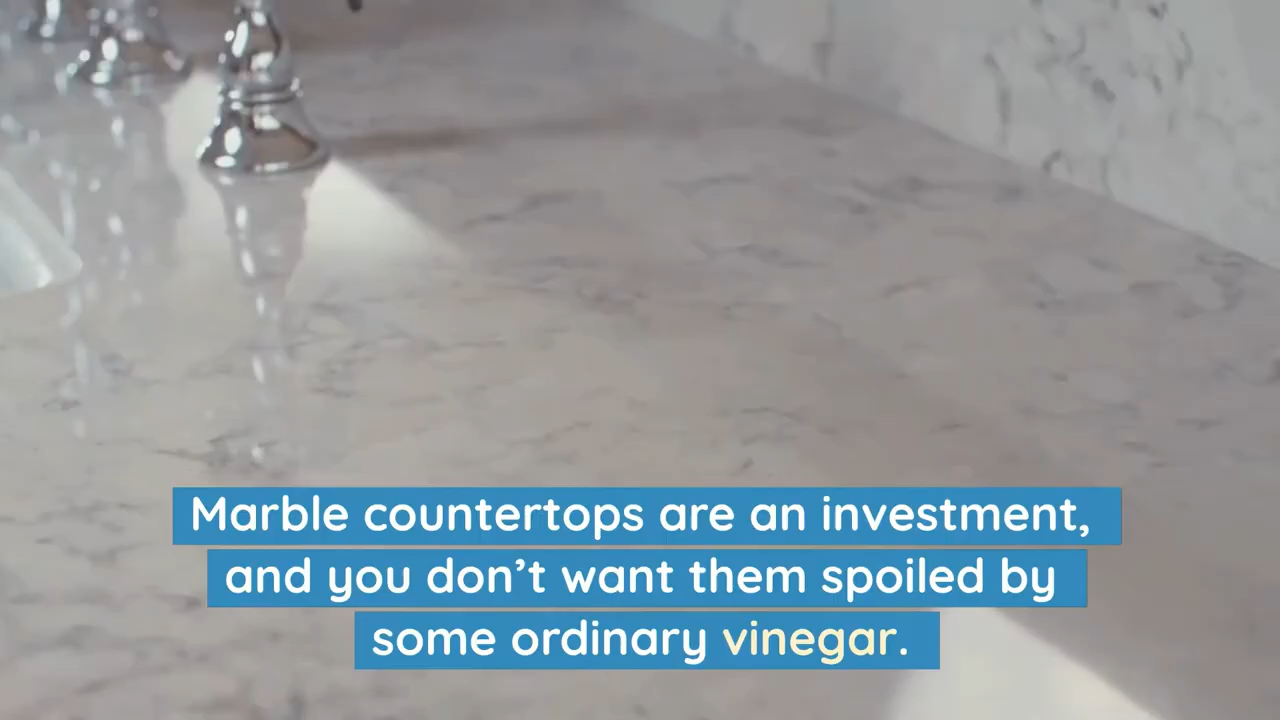 Marble countertops are an investment,
and you don’t want them spoiled by
some ordinary vinegar.